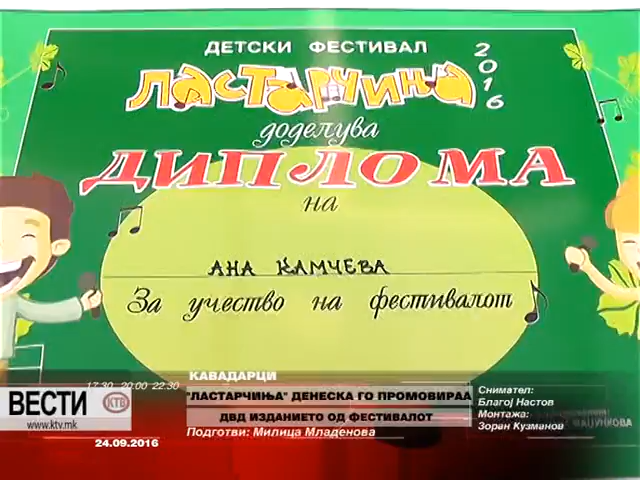 ДЕТСКИ ФЕСТИВАЛ
ЛАСТАРЧИЊА
2016
доделува
ДИПЛОМА
на
АНА КАМЧЕВА
За учество на фестивалот
КАВАДАРЦИ
17.30 20:00 22.30
ВЕСТИ
КТВ
www.ktv.mk
24.09.2016
"ЛАСТАРЧИЊА" ДЕНЕСКА ГО ПРОМОВИРАА
ДВД ИЗДАНИЕТО ОД ФЕСТИВАЛОТ
Подготви: Милица Младенова
Снимател:
Благој Настов
Монтажа:
Зоран Кузманов